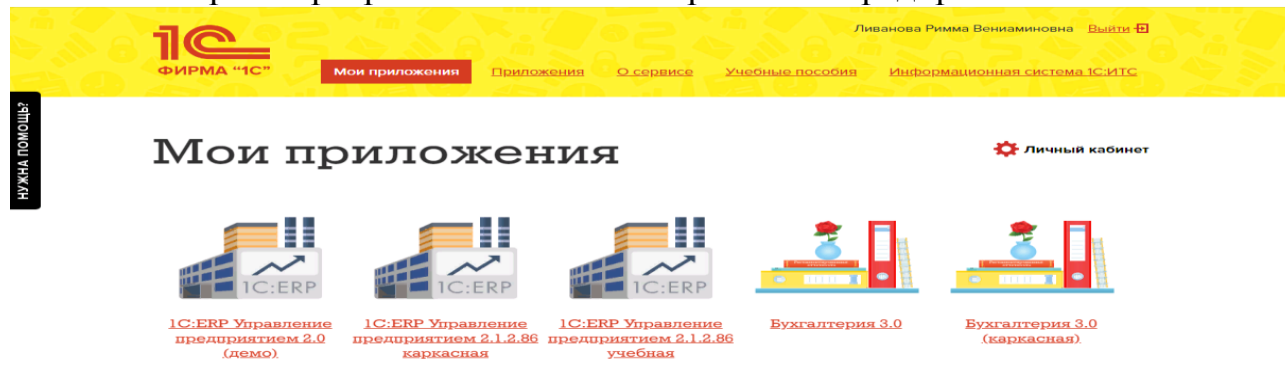 Ливанова Римма Вениаминовна Выйти
1С
ФИРМА "1С"
Мои приложения Приложения О сервисе Учебные пособия Информационная система 1С:ИТС
НУЖНА ПОМОЩЬ?
Мои приложения
Личный кабинет
1C:ERP
1C:ERP
1C:ERP
1С:ERP Управление
предприятием 2.0
(демо)
1С:ERP Управление
предприятием 2.1.2.86
каркасная
1С:ERP Управление
предприятием 2.1.2.86
учебная
Бухгалтерия 3.0
Бухгалтерия 3.0
(каркасная)